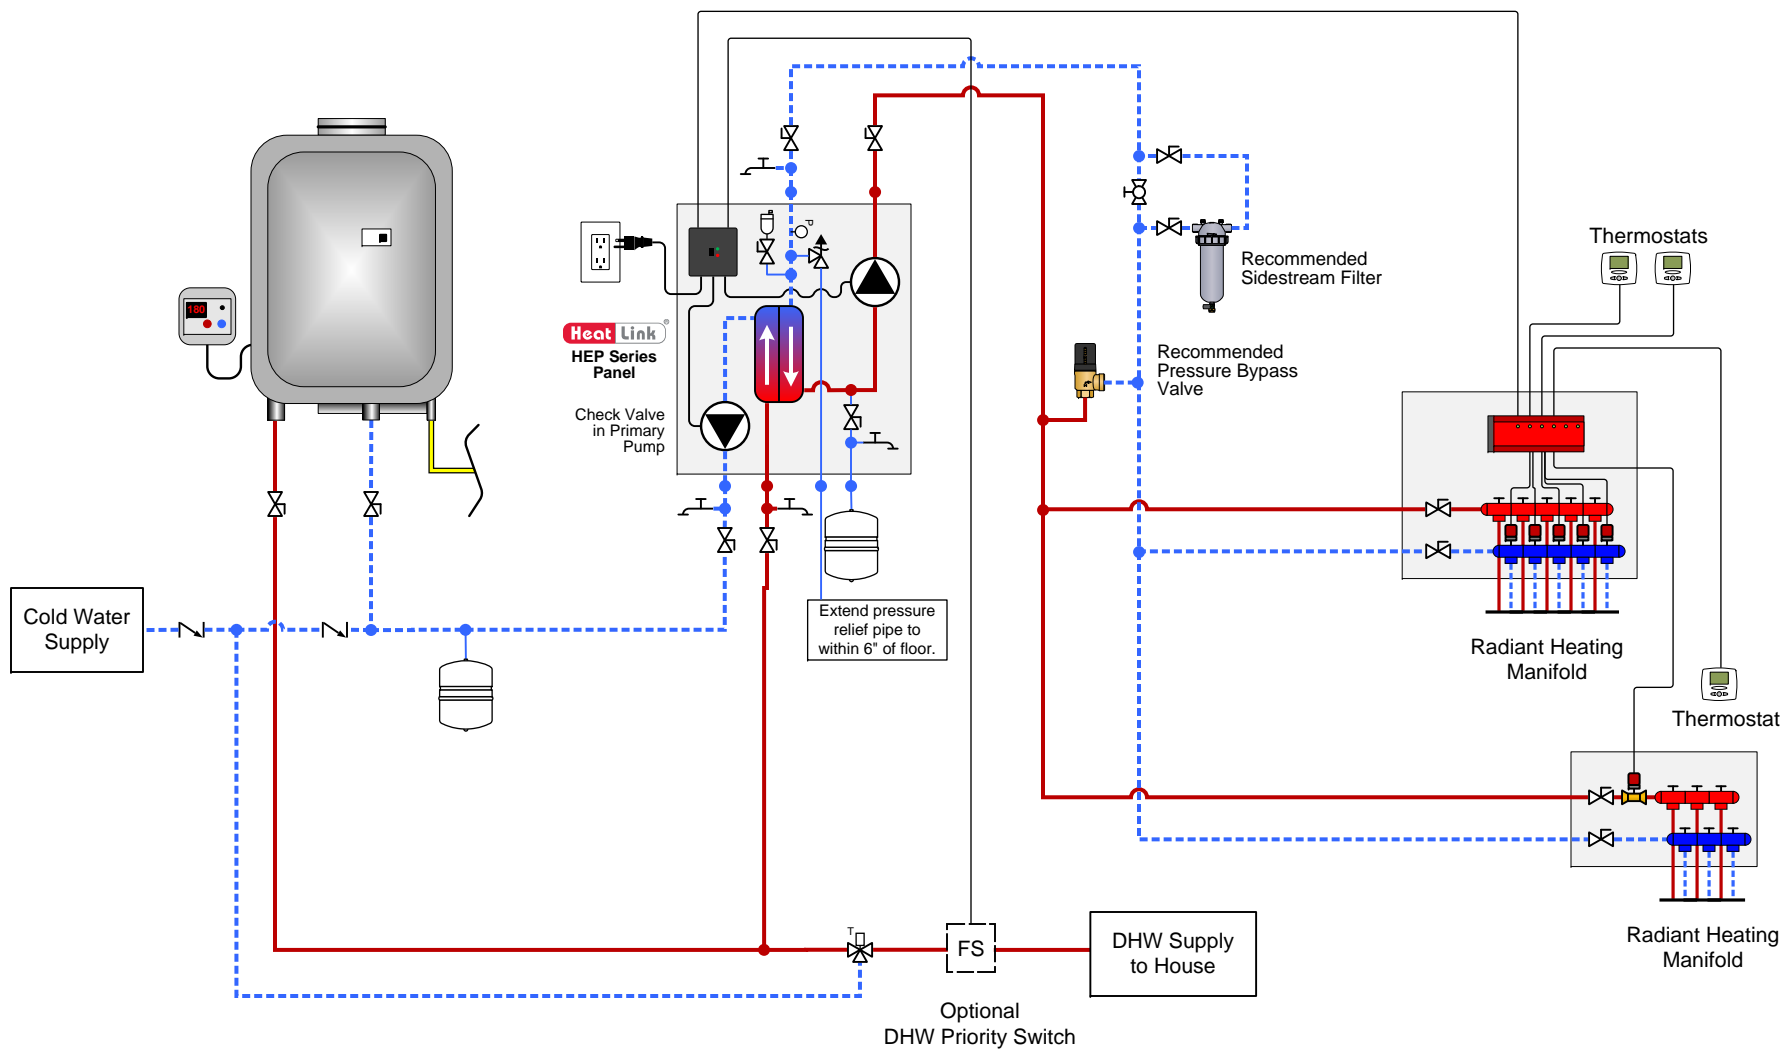 180
Heat Link®
HEP Series
Panel
Check Valve
in Primary
Pump
P
Recommended
Sidestream Filter
Recommended
Pressure Bypass
Valve
Thermostats
Cold Water
Supply
Extend pressure
relief pipe to
within 6" of floor.
Radiant Heating
Manifold
Thermostat
T
FS
DHW Supply
to House
Optional
DHW Priority Switch
Radiant Heating
Manifold